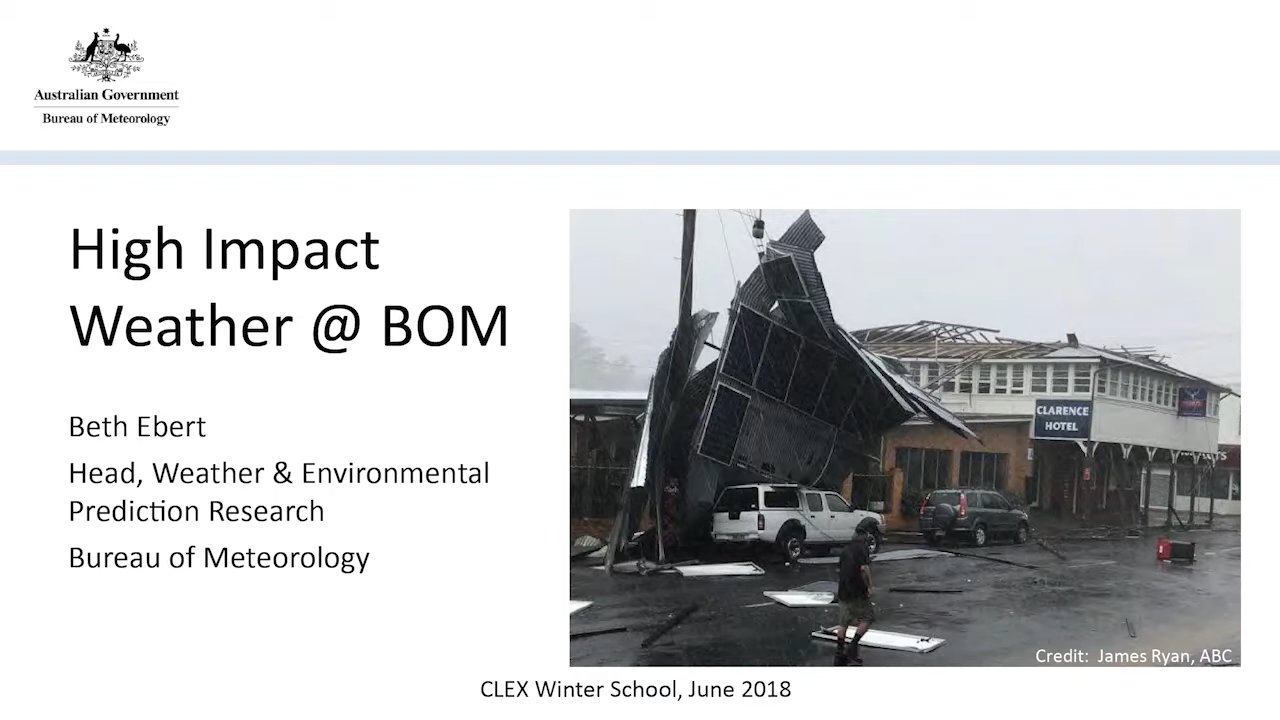 Australian Government
Bureau of Meteorology
High Impact
Weather @ BOM
Beth Ebert
Head, Weather & Environmental
Prediction Research
Bureau of Meteorology
CLARENCE
HOTEL
Credit: James Ryan, ABC
CLEX Winter School, June 2018